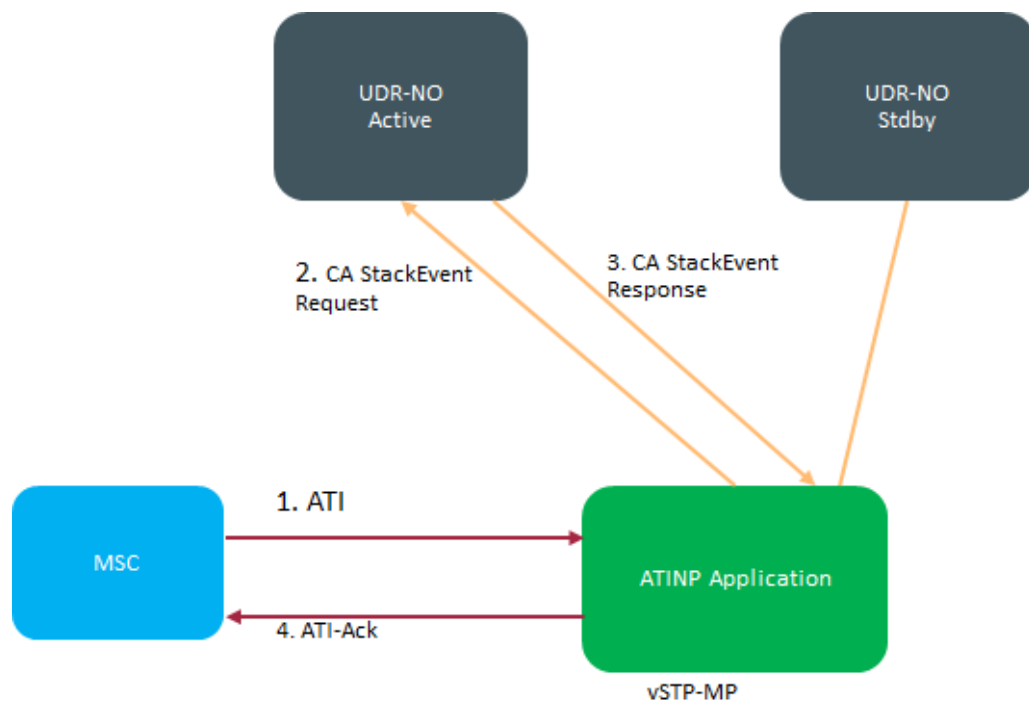 UDR-NO
Active
UDR-NO
Stdby
2. CA StackEvent
Request
3. CA StackEvent
Response
1. ATI
MSC
ATINP Application
4. ATI-Ack
vSTP-MP